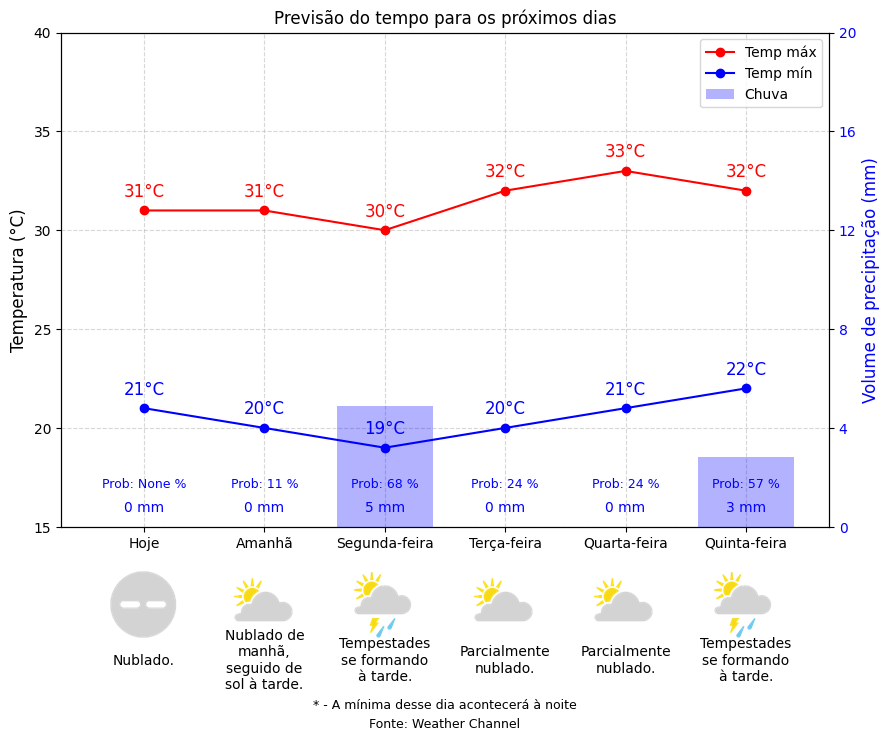 Previsão do tempo para os próximos dias
40
35
30
25
20
15
Temperatura (°C)
20
16
12
8
4
0
Volume de precipitação (mm)
Temp máx
Temp mín
Chuva
31°C
31°C
30°C
32°C
33°C
32°C
21°C
20°C
19°C
20°C
21°C
22°C
Prob: None %
Prob: 11 %
Prob: 68 %
Prob: 24 %
Prob: 24 %
Prob: 57 %
0 mm
0 mm
5 mm
0 mm
0 mm
3 mm
Hoje
Amanhã
Segunda-feira
Terça-feira
Quarta-feira
Quinta-feira
Nublado.
Nublado de
manhã,
seguido de
sol à tarde.
Tempestades
se formando
à tarde.
Parcialmente
nublado.
Parcialmente
nublado.
Tempestades
se formando
à tarde.
* - A mínima desse dia acontecerá à noite
Fonte: Weather Channel